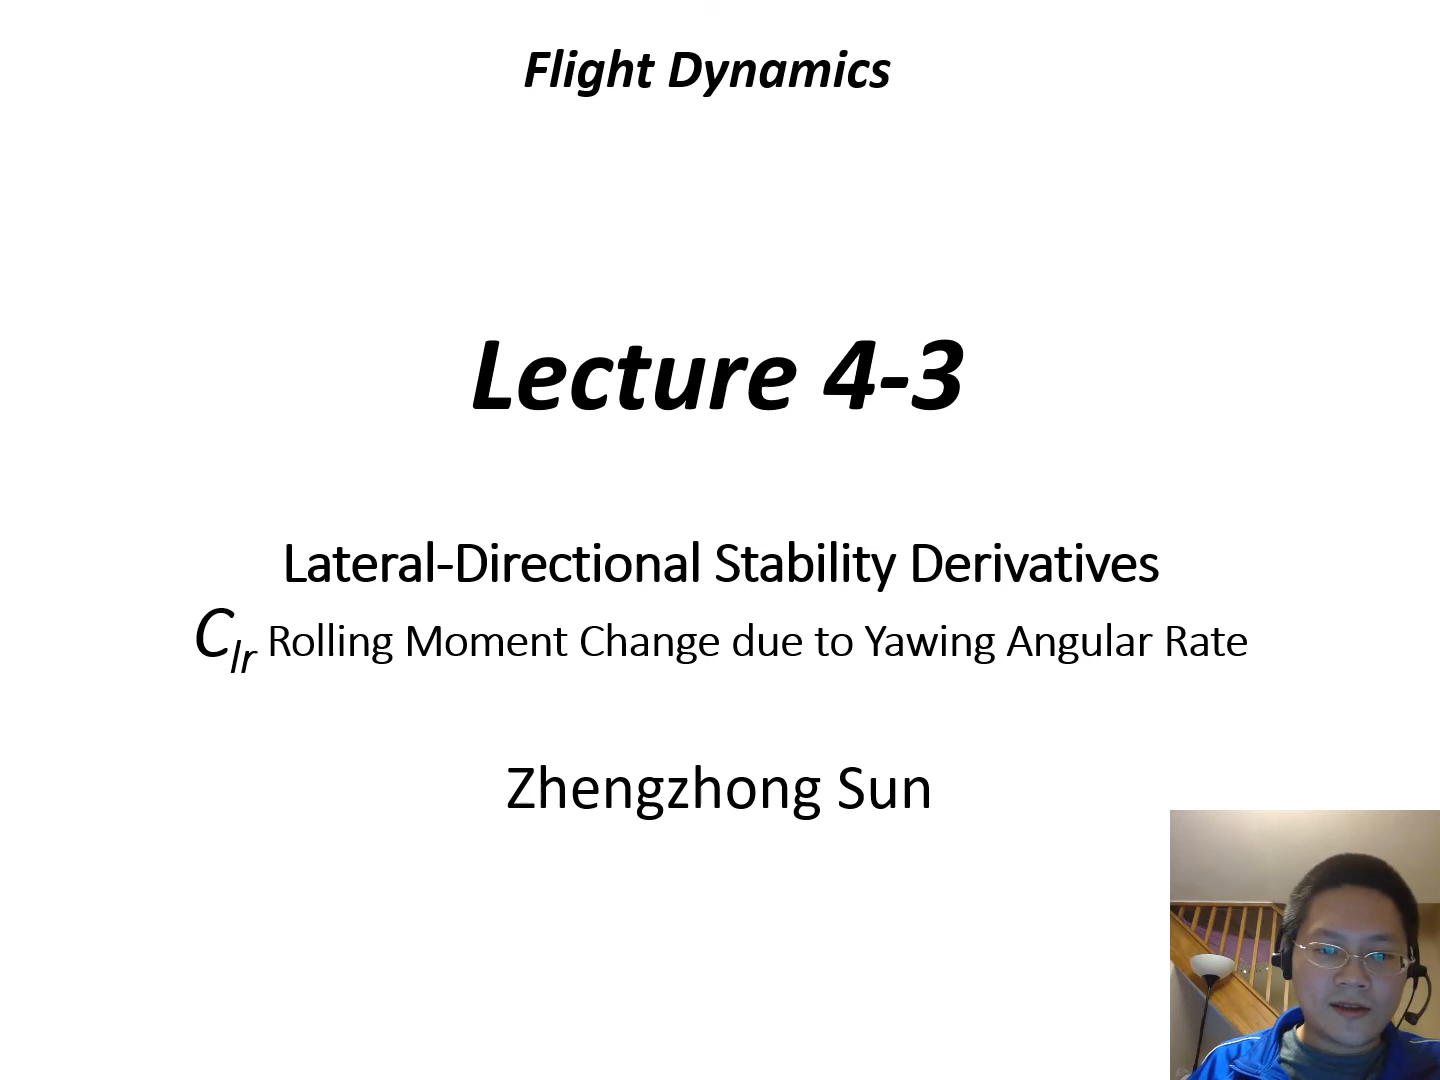 Flight Dynamics
Lecture 4-3
Lateral-Directional Stability Derivatives
Clr Rolling Moment Change due to Yawing Angular Rate
Zhengzhong Sun